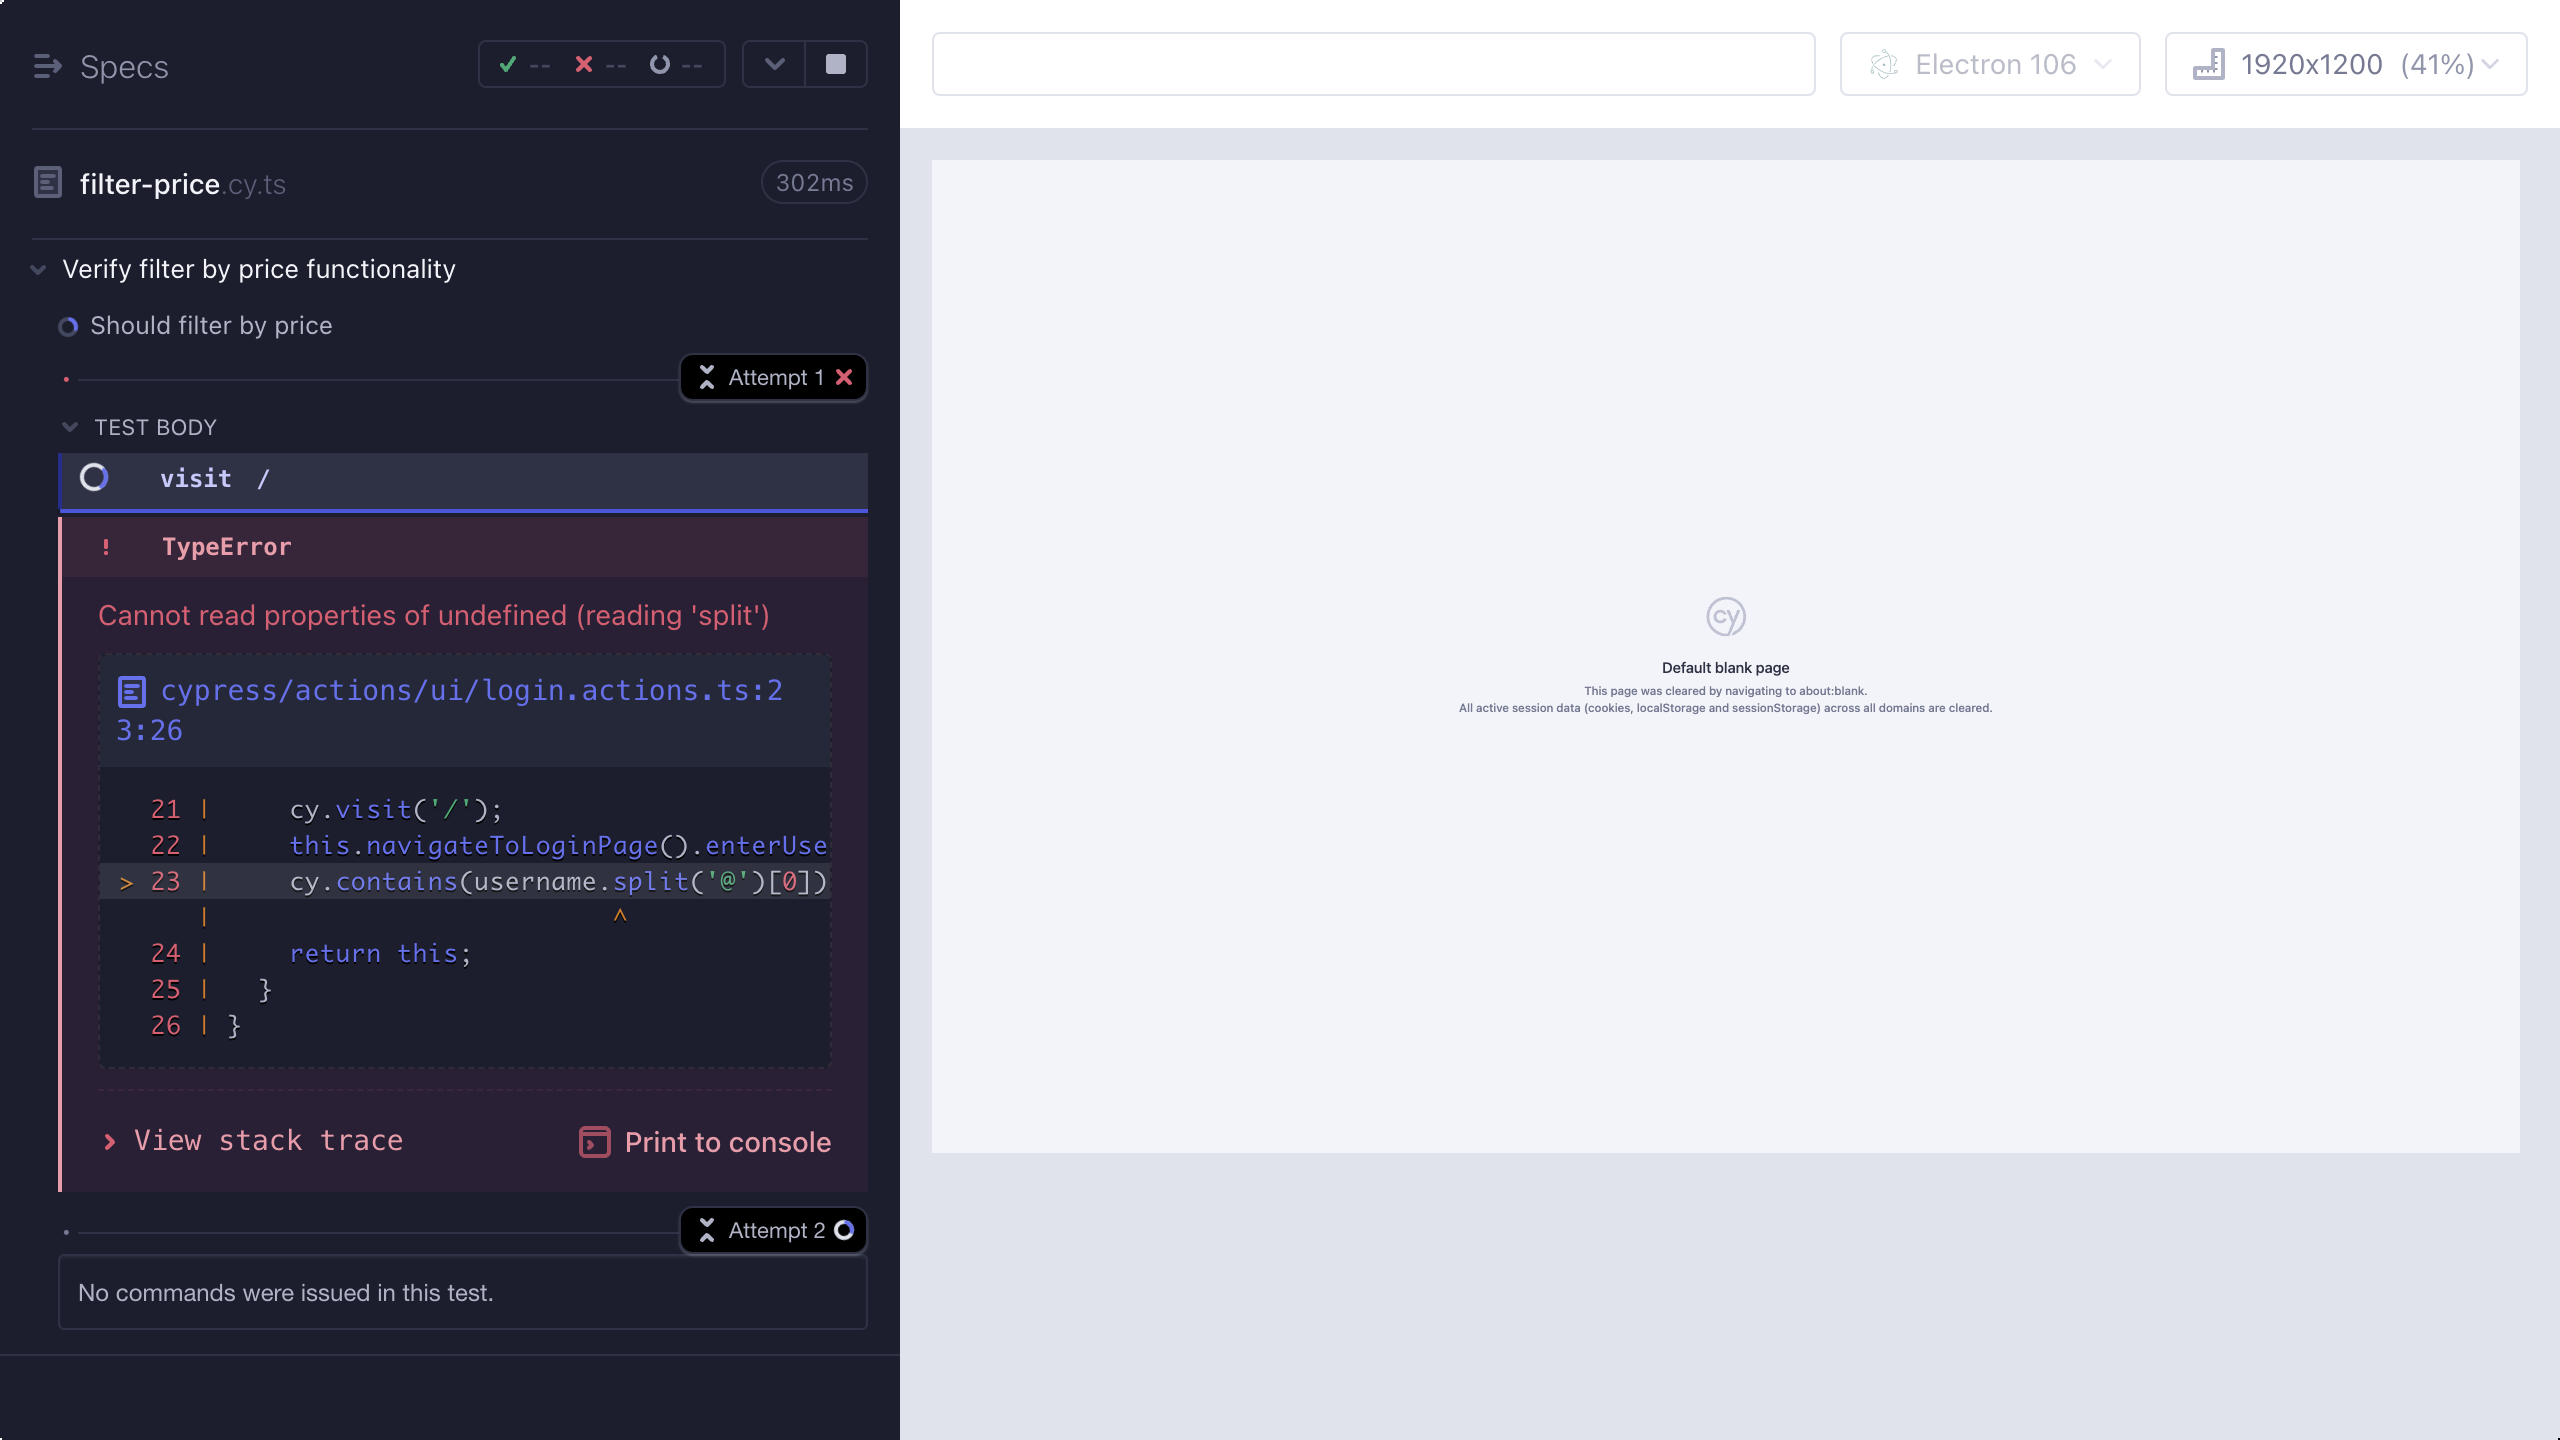 Specs
-- -- --
filter-price.cy.ts
302ms
Verify filter by price functionality
Should filter by price
Attempt 1
TEST BODY
visit /
! TypeError
Cannot read properties of undefined (reading 'split')
cypress/actions/ui/login.actions.ts:2
3:26
21 | cy.visit('/');
22 | this.navigateToLoginPage().enterUse
> 23 | cy.contains(username.split('@')[0])
| ^
24 | return this;
25 | }
26 | }
View stack trace
Print to console
Attempt 2
No commands were issued in this test.
Electron 106
1920x1200 (41%)
cy
Default blank page
This page was cleared by navigating to about:blank.
All active session data (cookies, localStorage and sessionStorage) across all domains are cleared.